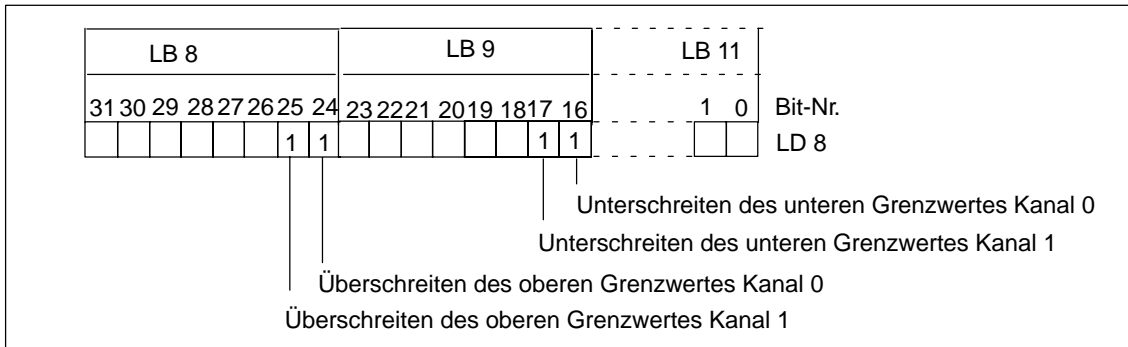 LB 8 LB 9 LB 11
31 30 29 28 27 26 25 24 23 22 21 20 19 18 17 16 1 0 Bit-Nr.
1 1 1 1 LD 8
Unterschreiten des unteren Grenzwertes Kanal 0
Unterschreiten des unteren Grenzwertes Kanal 1
Überschreiten des oberen Grenzwertes Kanal 0
Überschreiten des oberen Grenzwertes Kanal 1